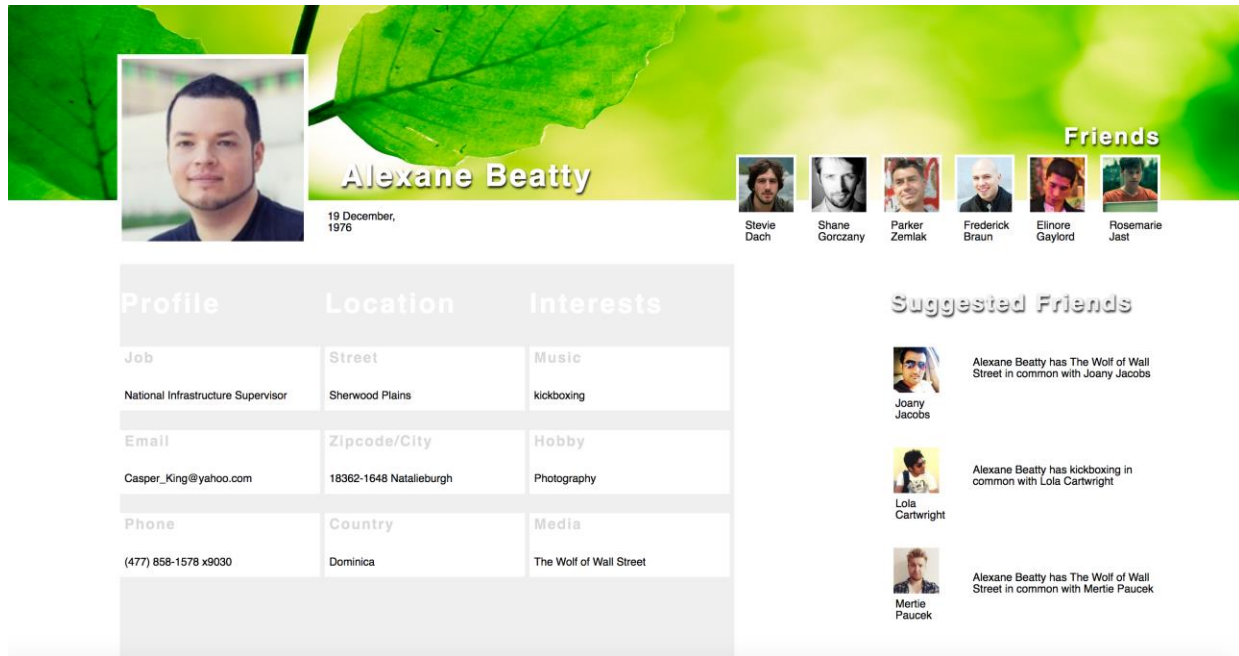 Friends
Alexane Beatty
19 December,
1976
Stevie
Dach
Shane
Gorczany
Parker
Zemlak
Frederick
Braun
Elinore
Gaylord
Rosemarie
Jast
Profile
Location
Interests
Job
Street
Music
National Infrastructure Supervisor
Sherwood Plains
kickboxing
Email
Zipcode/City
Hobby
Casper_King@yahoo.com
18362-1648 Natalieburgh
Photography
Phone
Country
Media
(477) 858-1578 x9030
Dominica
The Wolf of Wall Street
Suggested Friends
Joany
Jacobs
Alexane Beatty has The Wolf of Wall
Street in common with Joany Jacobs
Lola
Cartwright
Alexane Beatty has kickboxing in
common with Lola Cartwright
Mertie
Paucek
Alexane Beatty has The Wolf of Wall
Street in common with Mertie Paucek